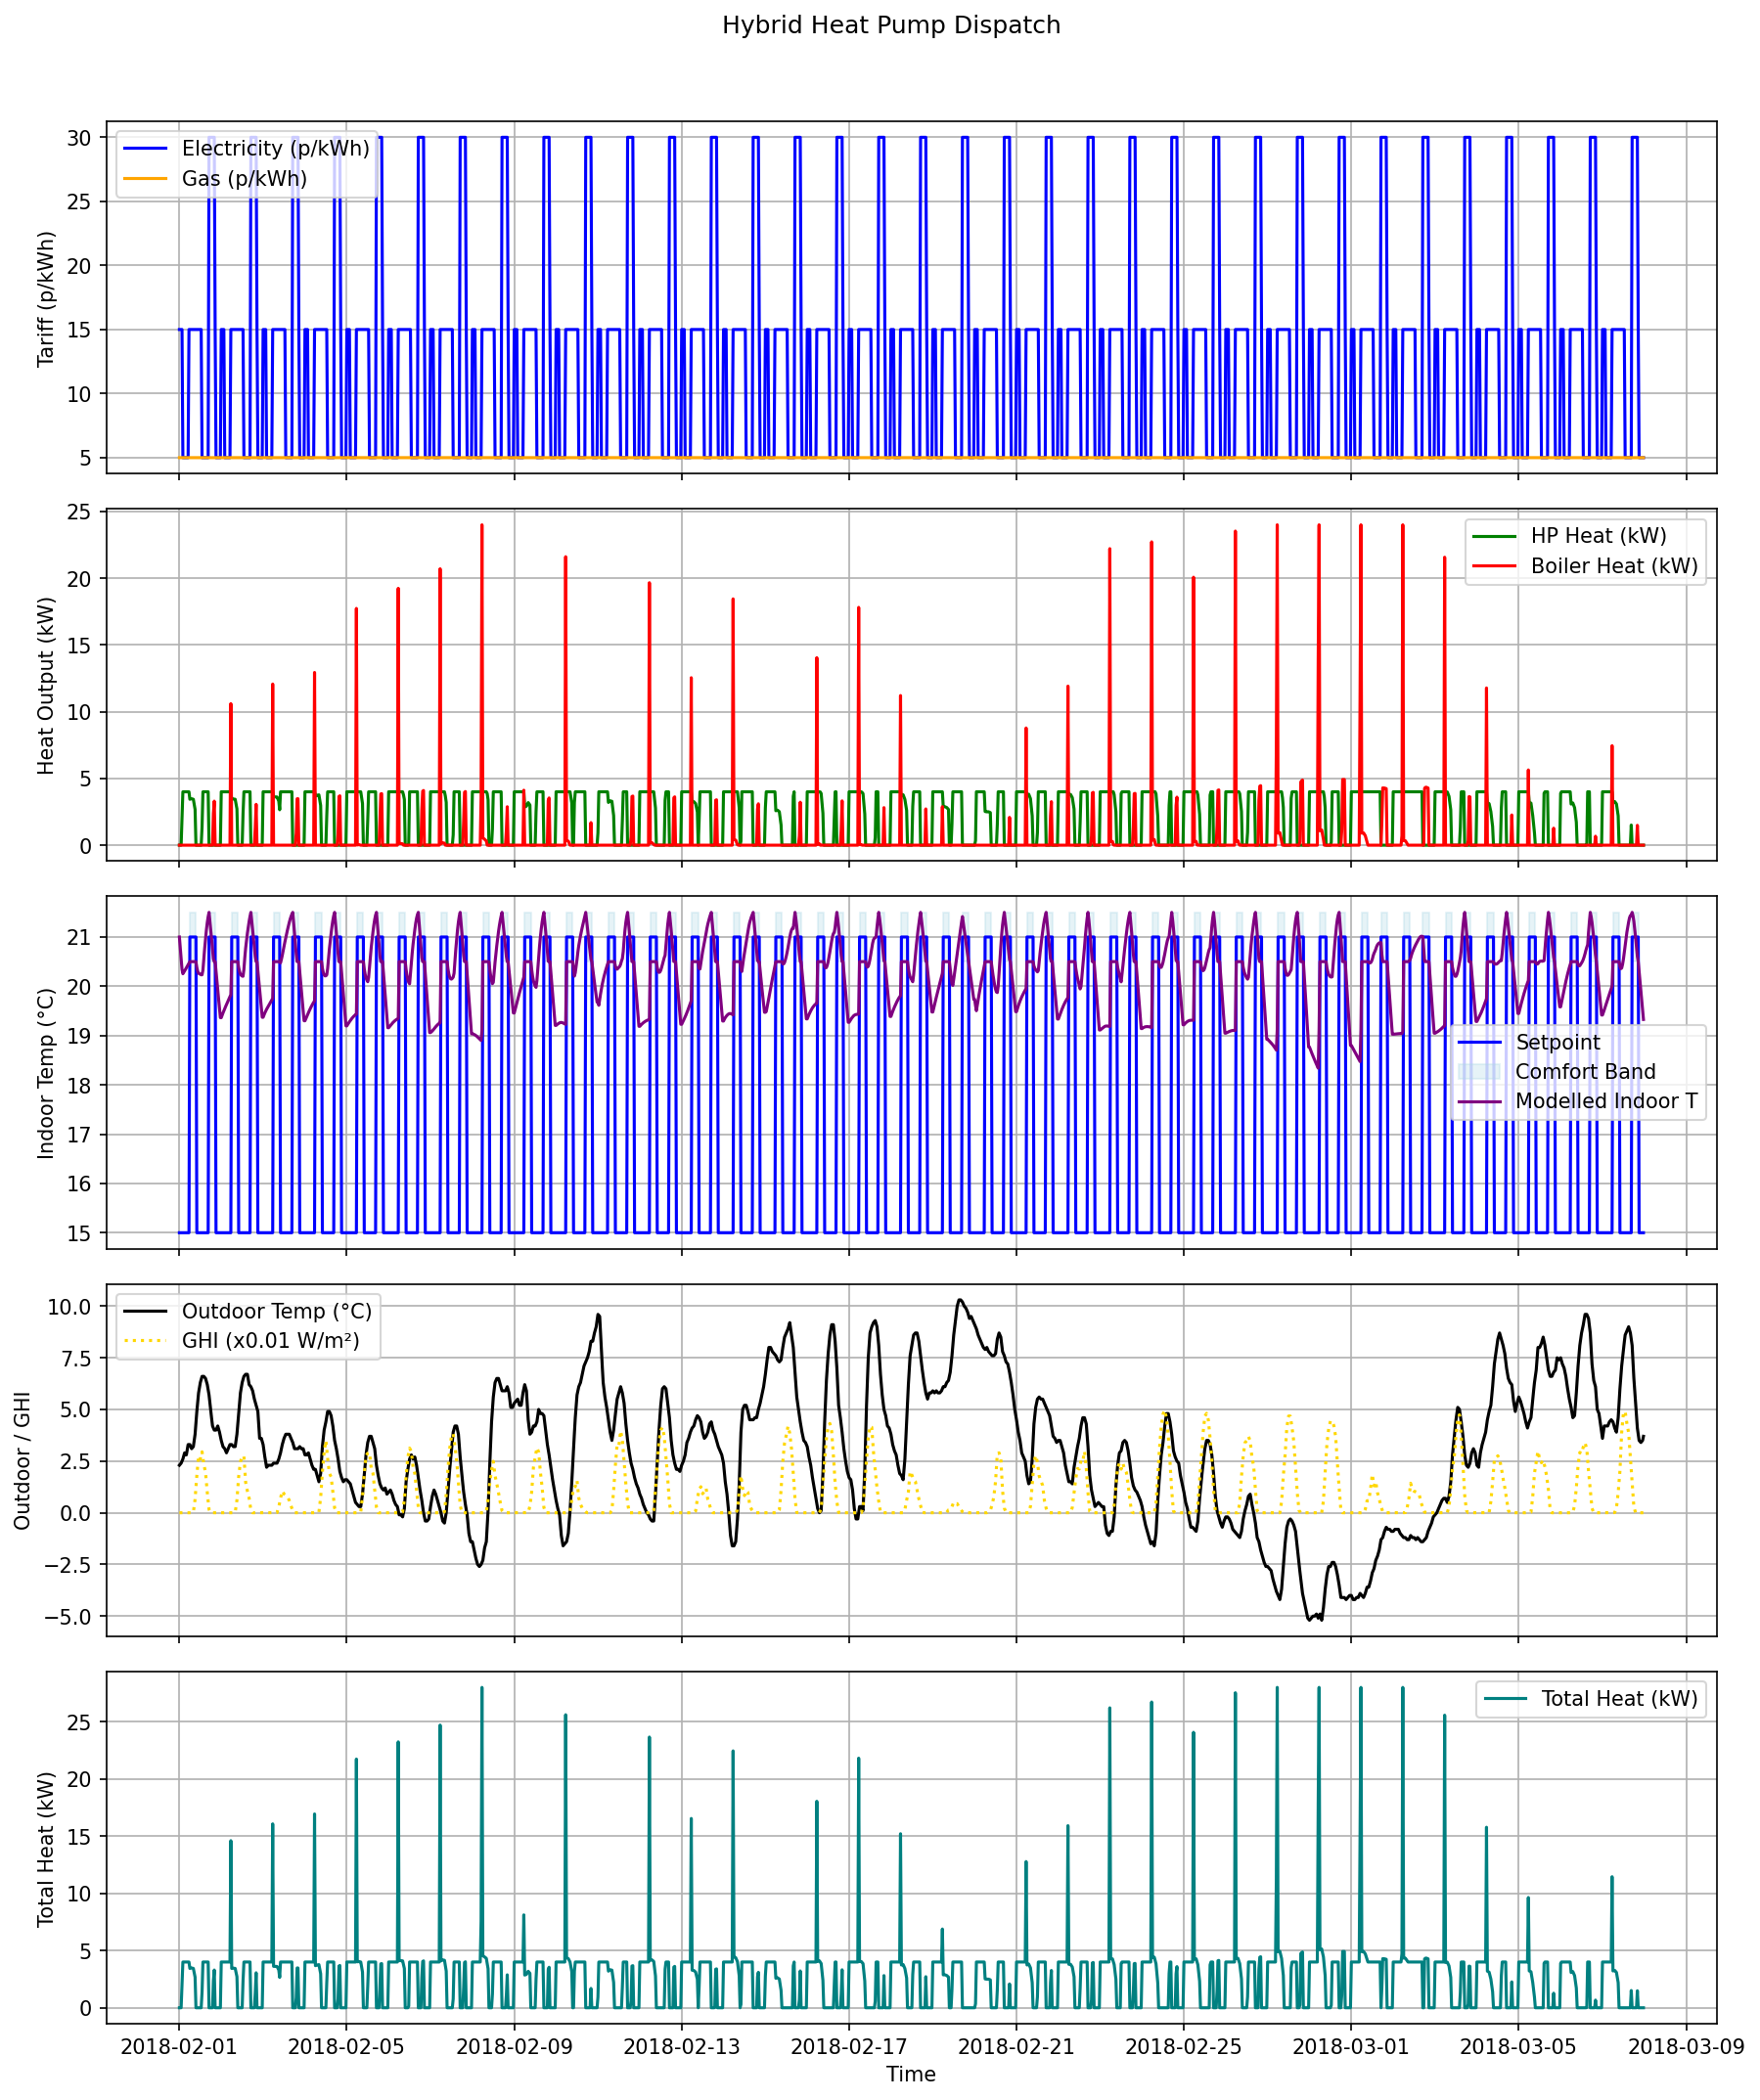 Hybrid Heat Pump Dispatch
30
25
20
15
10
5
Tariff (p/kWh)
Electricity (p/kWh)
Gas (p/kWh)
25
20
15
10
5
0
Heat Output (kW)
HP Heat (kW)
Boiler Heat (kW)
21
20
19
18
17
16
15
Indoor Temp (°C)
Setpoint
Comfort Band
Modelled Indoor T
10.0
7.5
5.0
2.5
0.0
−2.5
−5.0
Outdoor / GHI
Outdoor Temp (°C)
GHI (x0.01 W/m²)
25
20
15
10
5
0
Total Heat (kW)
Total Heat (kW)
2018-02-01 2018-02-05 2018-02-09 2018-02-13 2018-02-17 2018-02-21 2018-02-25 2018-03-01 2018-03-05 2018-03-09
Time